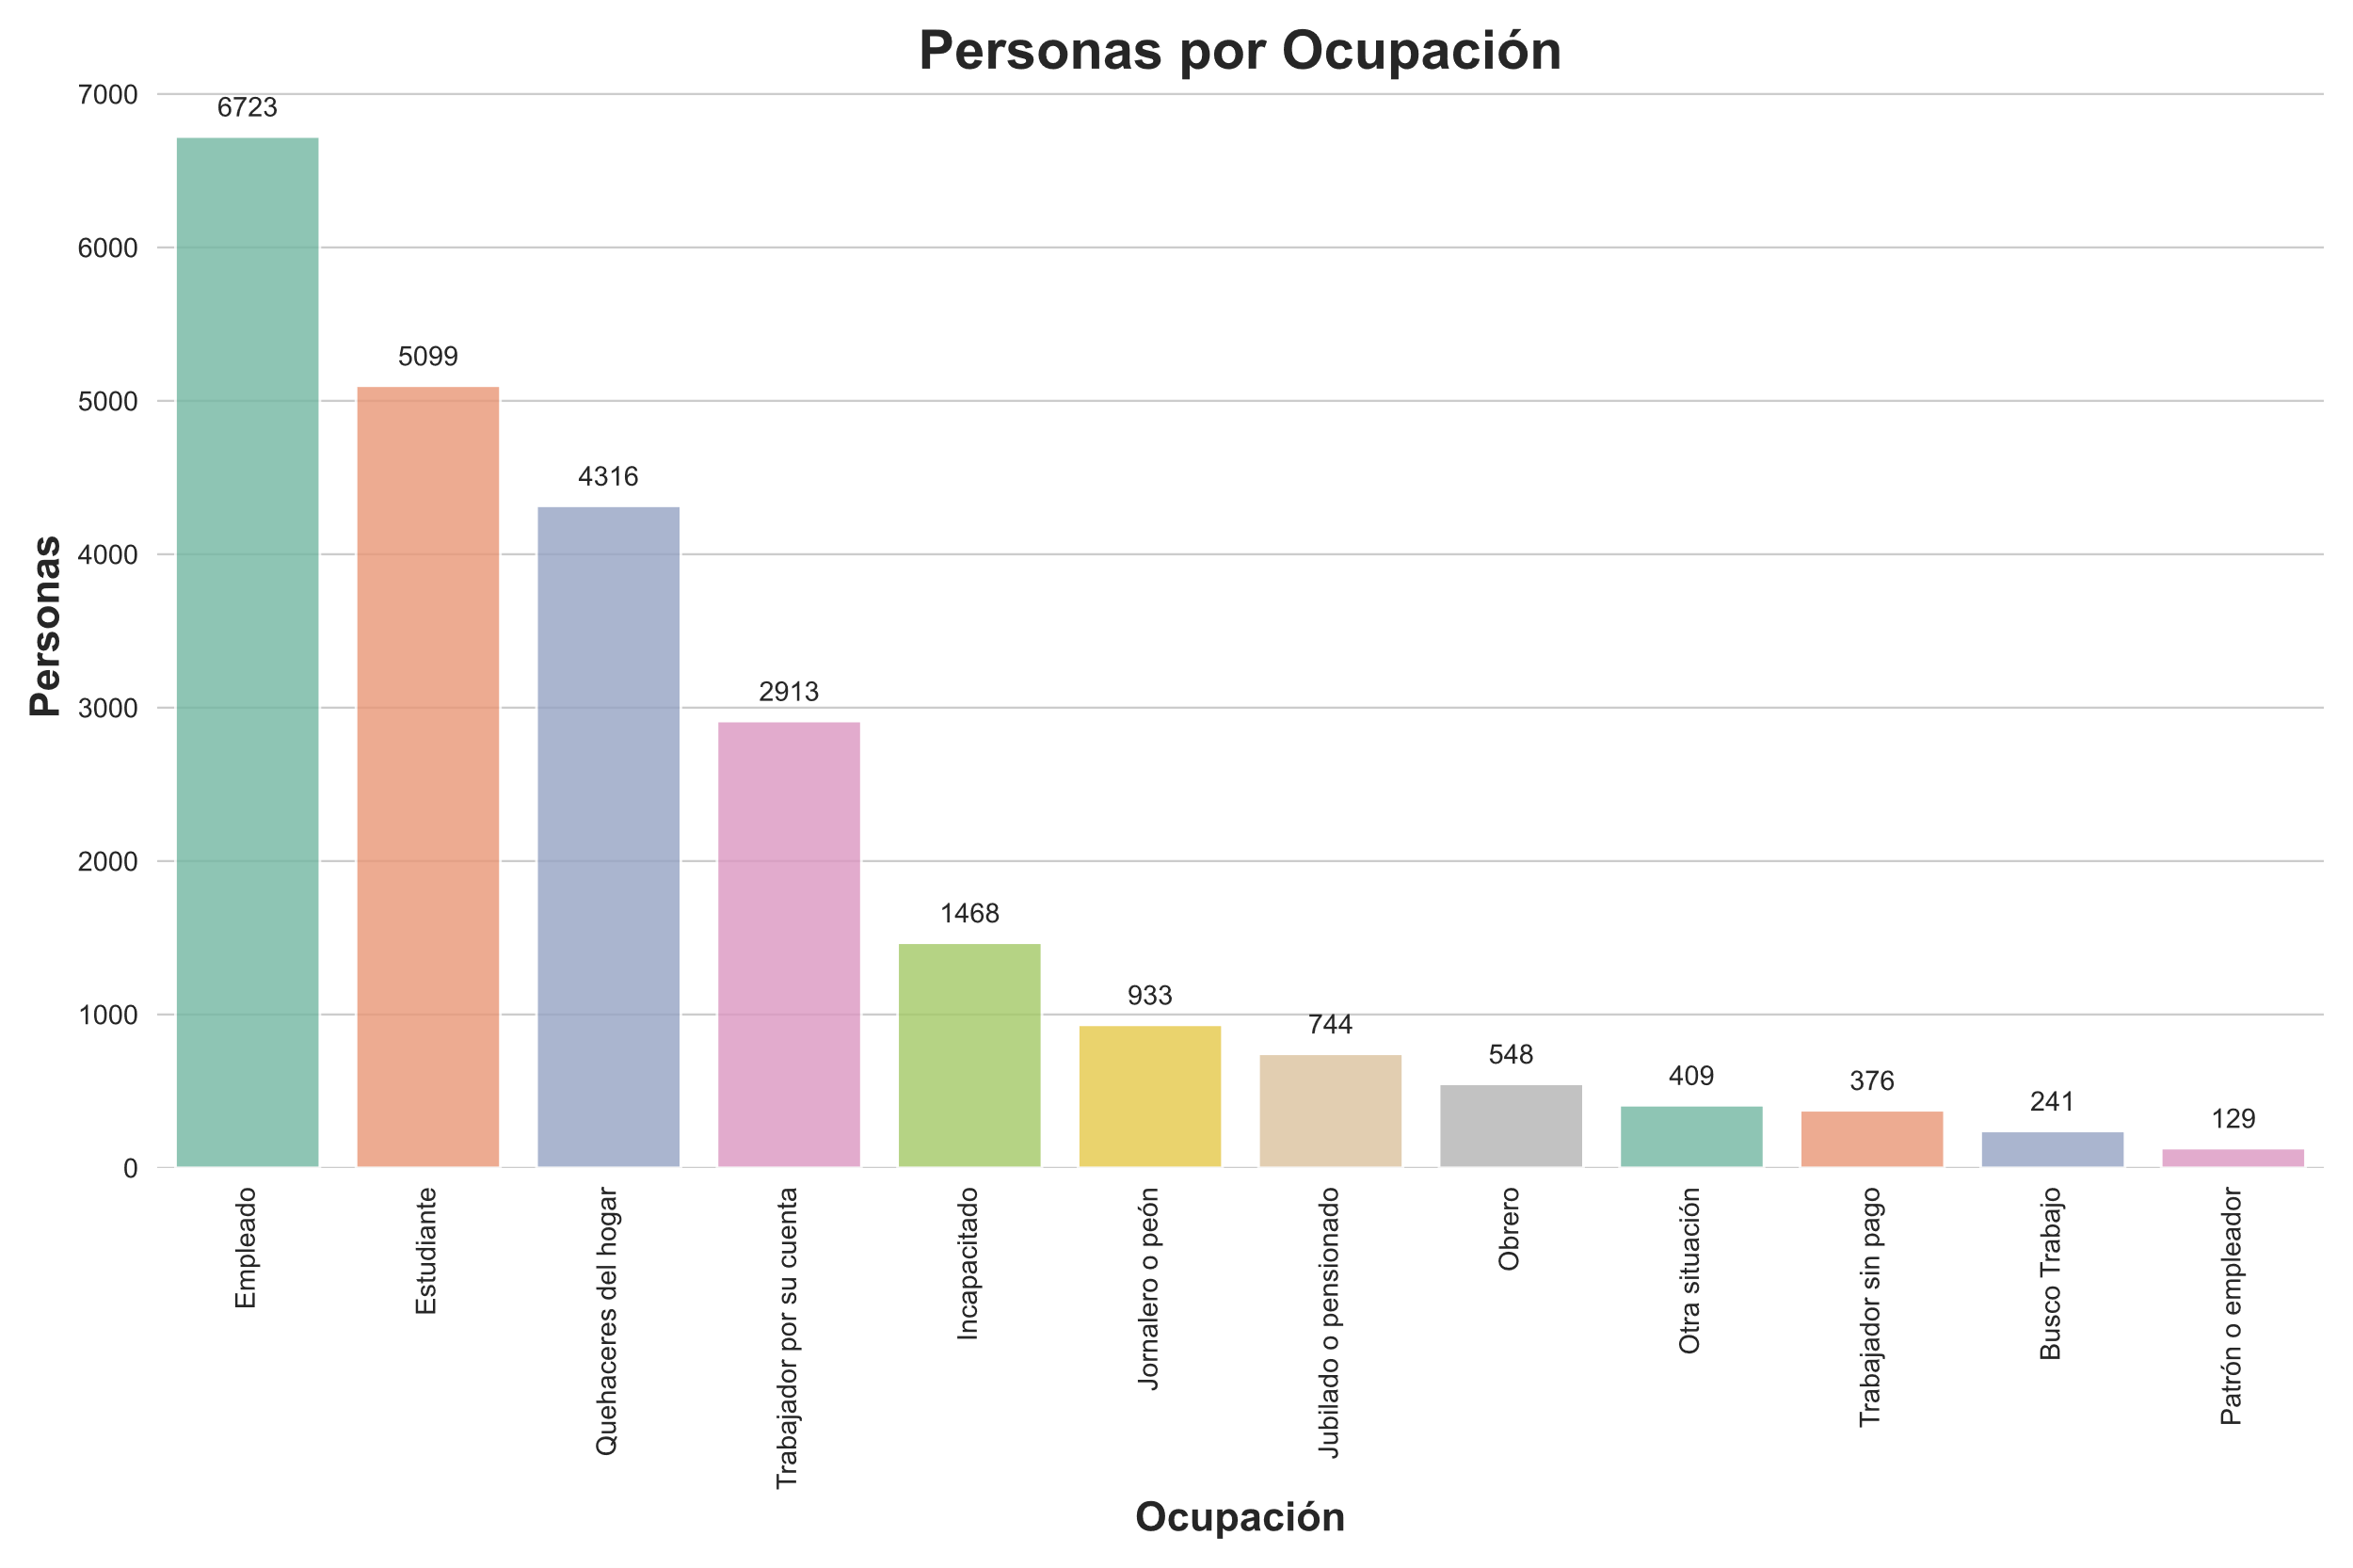 Personas por Ocupación
Personas
7000
6000
5000
4000
3000
2000
1000
0
6723
5099
4316
2913
1468
933
744
548
409
376
241
129
Empleado
Estudiante
Quehaceres del hogar
Trabajador por su cuenta
Incapacitado
Jornalero o peón
Jubilado o pensionado
Obrero
Otra situación
Trabajador sin pago
Busco Trabajo
Patrón o empleador
Ocupación